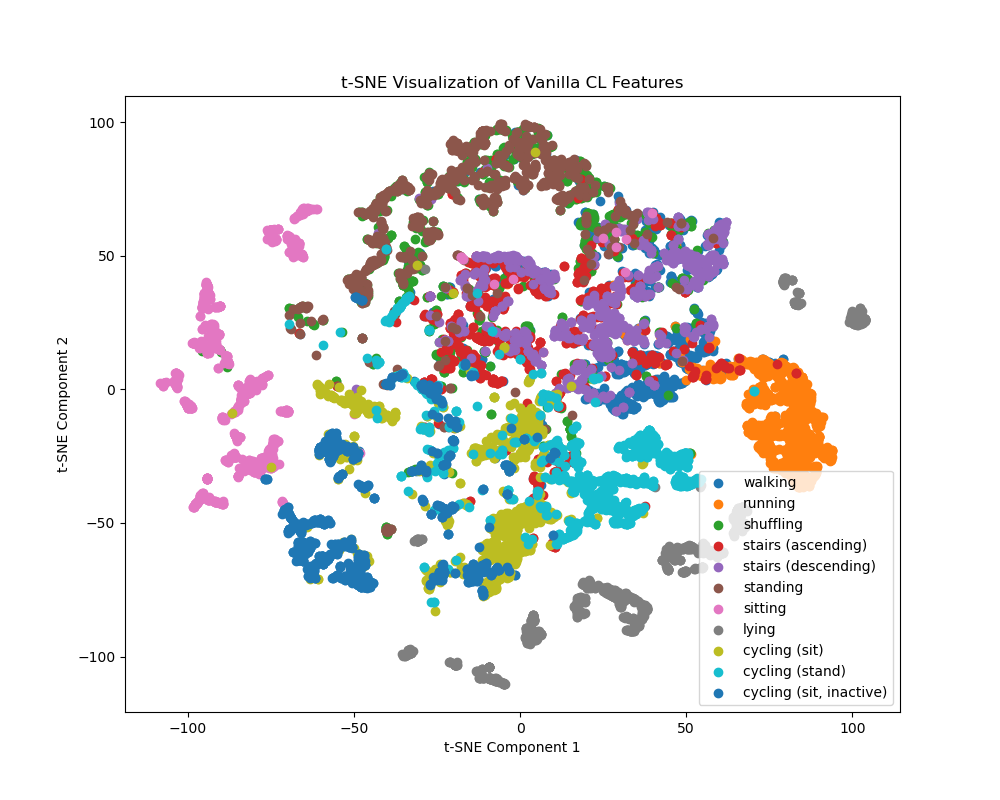 t-SNE Visualization of Vanilla CL Features
100
50
0
−50
−100
t-SNE Component 2
−100
−50
0
50
100
t-SNE Component 1
walking
running
shuffling
stairs (ascending)
stairs (descending)
standing
sitting
lying
cycling (sit)
cycling (stand)
cycling (sit, inactive)